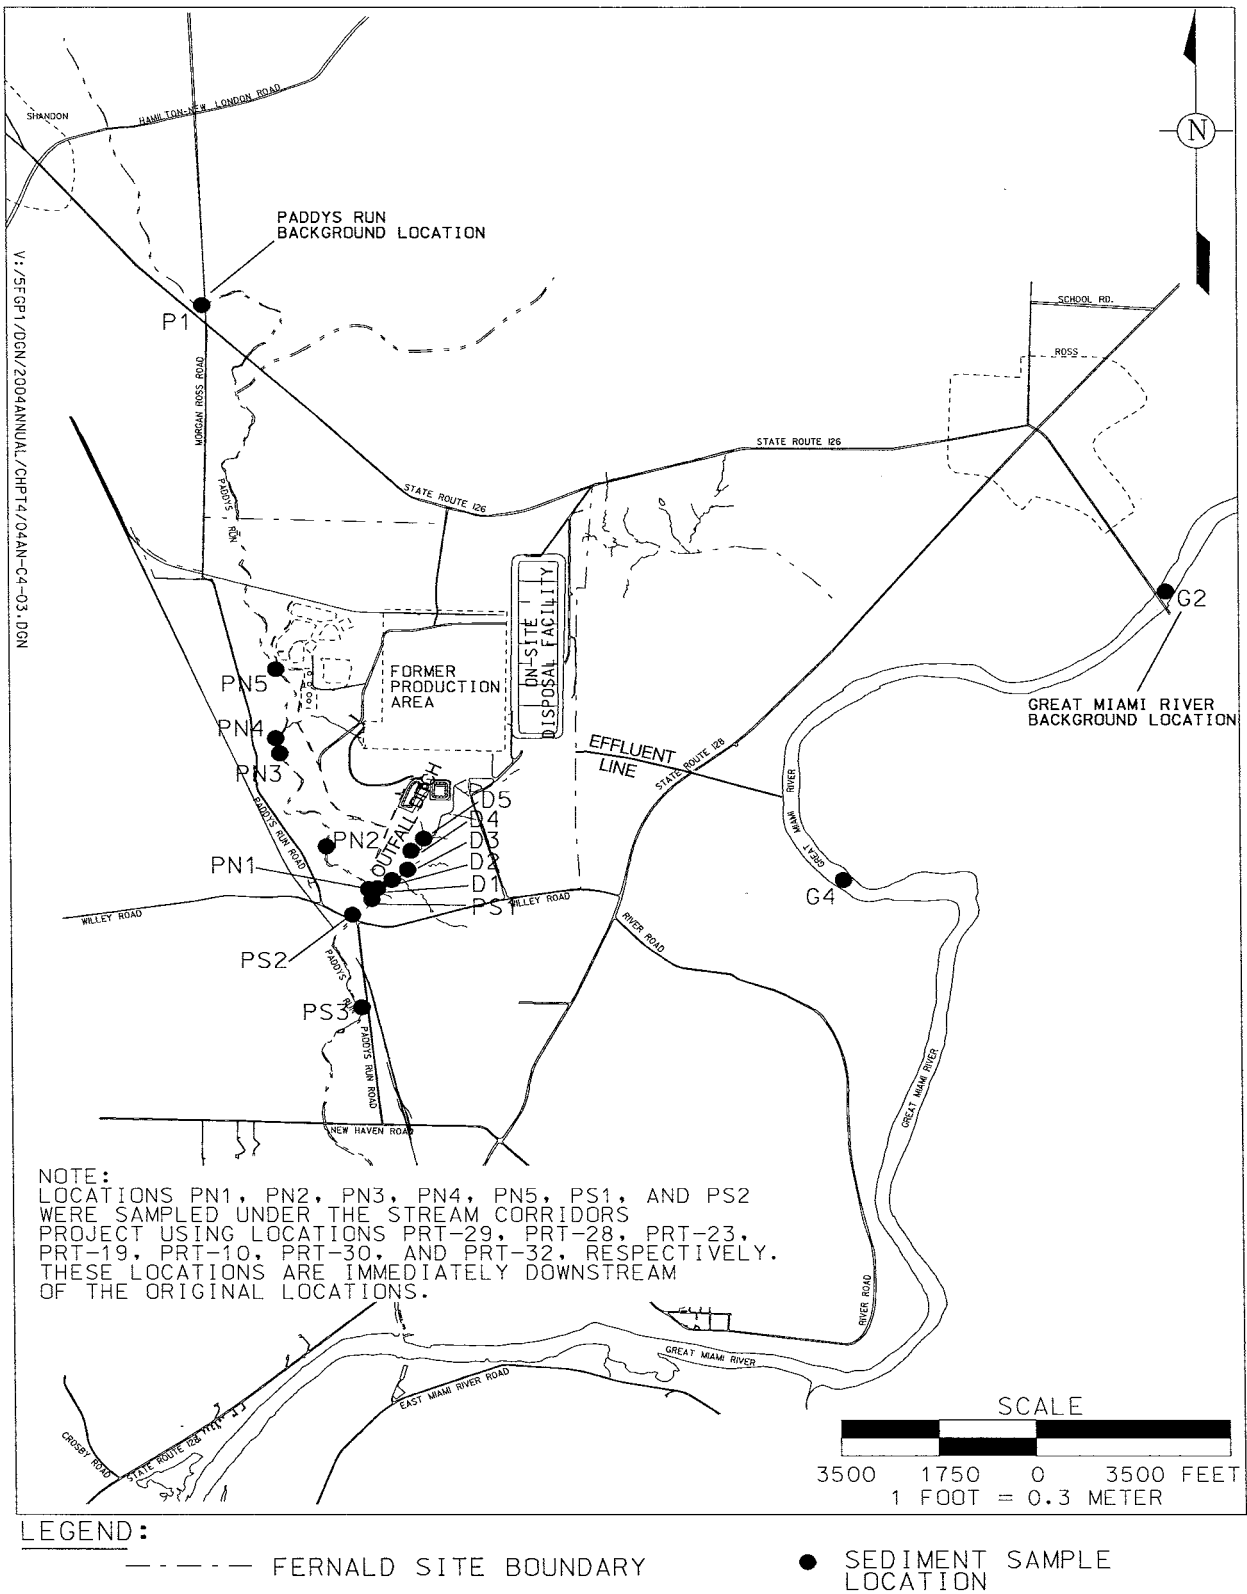 SHANDON
HAMILTON-NEW LONDON ROAD
N
PADDYS RUN
BACKGROUND LOCATION
P1
V:/5FGP1/DGN/2004ANNUAL/CHPT4/04AN-C4-03.DGN
MORGAN ROSS ROAD
SCHOOL RD.
ROSS
STATE ROUTE 126
STATE ROUTE 126
PADDYS RUN
G2
ON-SITE
DISPOSAL FACILITY
FORMER
PRODUCTION
AREA
PN5
GREAT MIAMI RIVER
BACKGROUND LOCATION
PN4
PN3
EFFLUENT
LINE
STATE ROUTE 128
GREAT MIAMI RIVER
OUTFALL DITCH
D5
D4
D3
D2
D1
PS1
PADDYS RUN ROAD
PN2
PN1
G4
WILLEY ROAD
WILLEY ROAD
RIVER ROAD
PS2
PADDYS RUN
PS3
PADDYS RUN ROAD
GREAT MIAMI RIVER
NEW HAVEN ROAD
NOTE:
LOCATIONS PN1, PN2, PN3, PN4, PN5, PS1, AND PS2
WERE SAMPLED UNDER THE STREAM CORRIDORS
PROJECT USING LOCATIONS PRT-29, PRT-28, PRT-23,
PRT-19, PRT-10, PRT-30, AND PRT-32, RESPECTIVELY.
THESE LOCATIONS ARE IMMEDIATELY DOWNSTREAM
OF THE ORIGINAL LOCATIONS.
RIVER ROAD
GREAT MIAMI RIVER
EAST MIAMI RIVER ROAD
CROSBY ROAD
STATE ROUTE 128
SCALE
3500 1750 0 3500 FEET
1 FOOT = 0.3 METER
LEGEND:
FERNALD SITE BOUNDARY
SEDIMENT SAMPLE
LOCATION